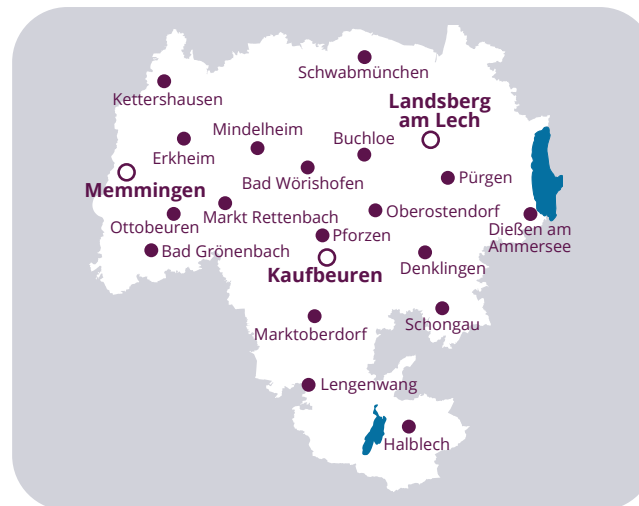 Schwabmünchen
Kettershausen
Landsberg
am Lech
Mindelheim
Buchloe
Erkheim
Bad Wörishofen
Pürgen
Memmingen
Markt Rettenbach
Oberostendorf
Ottobeuren
Pforzen
Dießen am
Ammersee
Bad Grönenbach
Kaufbeuren
Denklingen
Schongau
Marktoberdorf
Lengenwang
Halblech